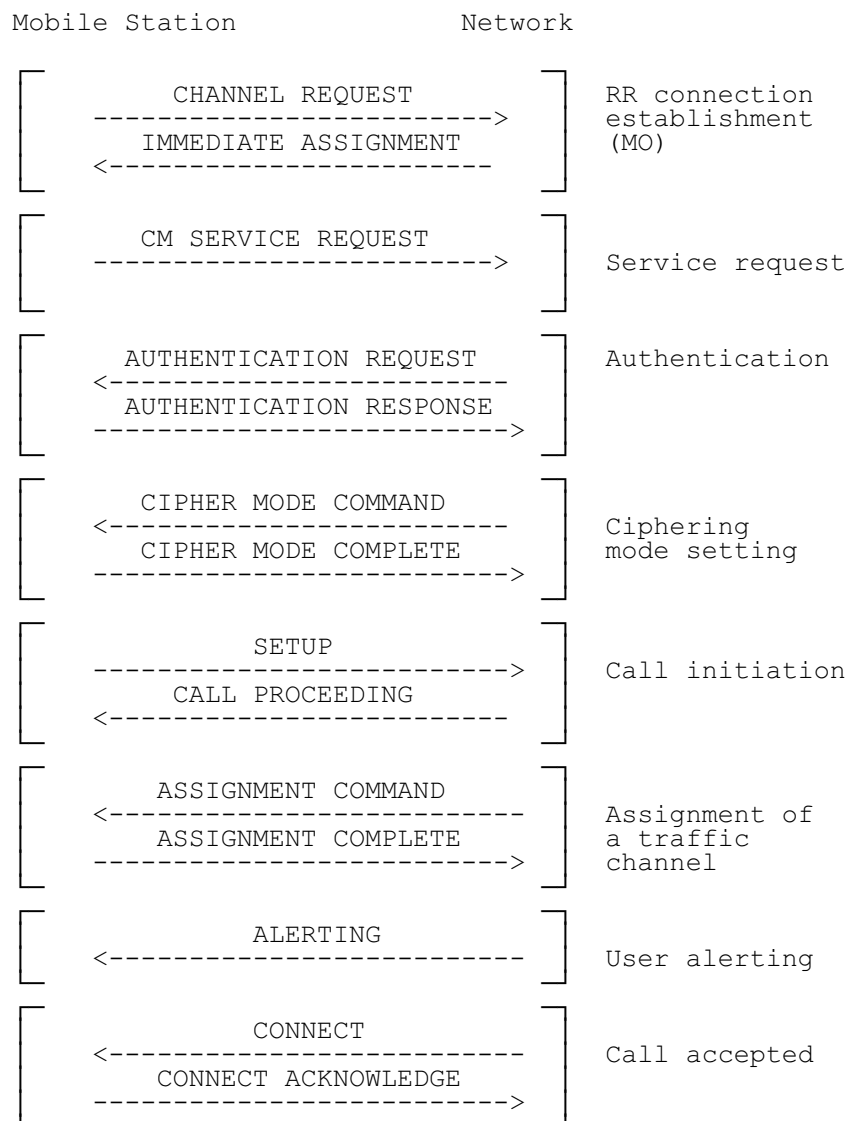 Mobile Station Network
CHANNEL REQUEST RR connection
-------------------------> establishment
IMMEDIATE ASSIGNMENT (MO)
<------------------------
CM SERVICE REQUEST
-------------------------> Service request
AUTHENTICATION REQUEST Authentication
<-------------------------
AUTHENTICATION RESPONSE
-------------------------->
CIPHER MODE COMMAND
<------------------------- Ciphering
CIPHER MODE COMPLETE mode setting
-------------------------->
SETUP
--------------------------> Call initiation
CALL PROCEEDING
<-------------------------
ASSIGNMENT COMMAND
<-------------------------- Assignment of
ASSIGNMENT COMPLETE a traffic
--------------------------> channel
ALERTING
<-------------------------- User alerting
CONNECT
<-------------------------- Call accepted
CONNECT ACKNOWLEDGE
-------------------------->